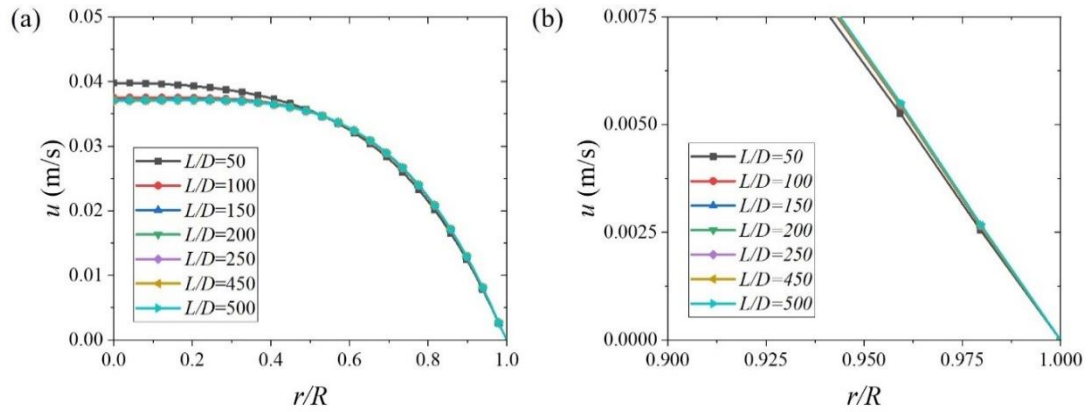 (a)
0.05
0.04
0.03
0.02
0.01
0.00
u (m/s)
L/D=50
L/D=100
L/D=150
L/D=200
L/D=250
L/D=450
L/D=500
0.0 0.2 0.4 0.6 0.8 1.0
r/R
(b)
0.0075
0.0050
0.0025
0.0000
u (m/s)
L/D=50
L/D=100
L/D=150
L/D=200
L/D=250
L/D=450
L/D=500
0.900 0.925 0.950 0.975 1.000
r/R